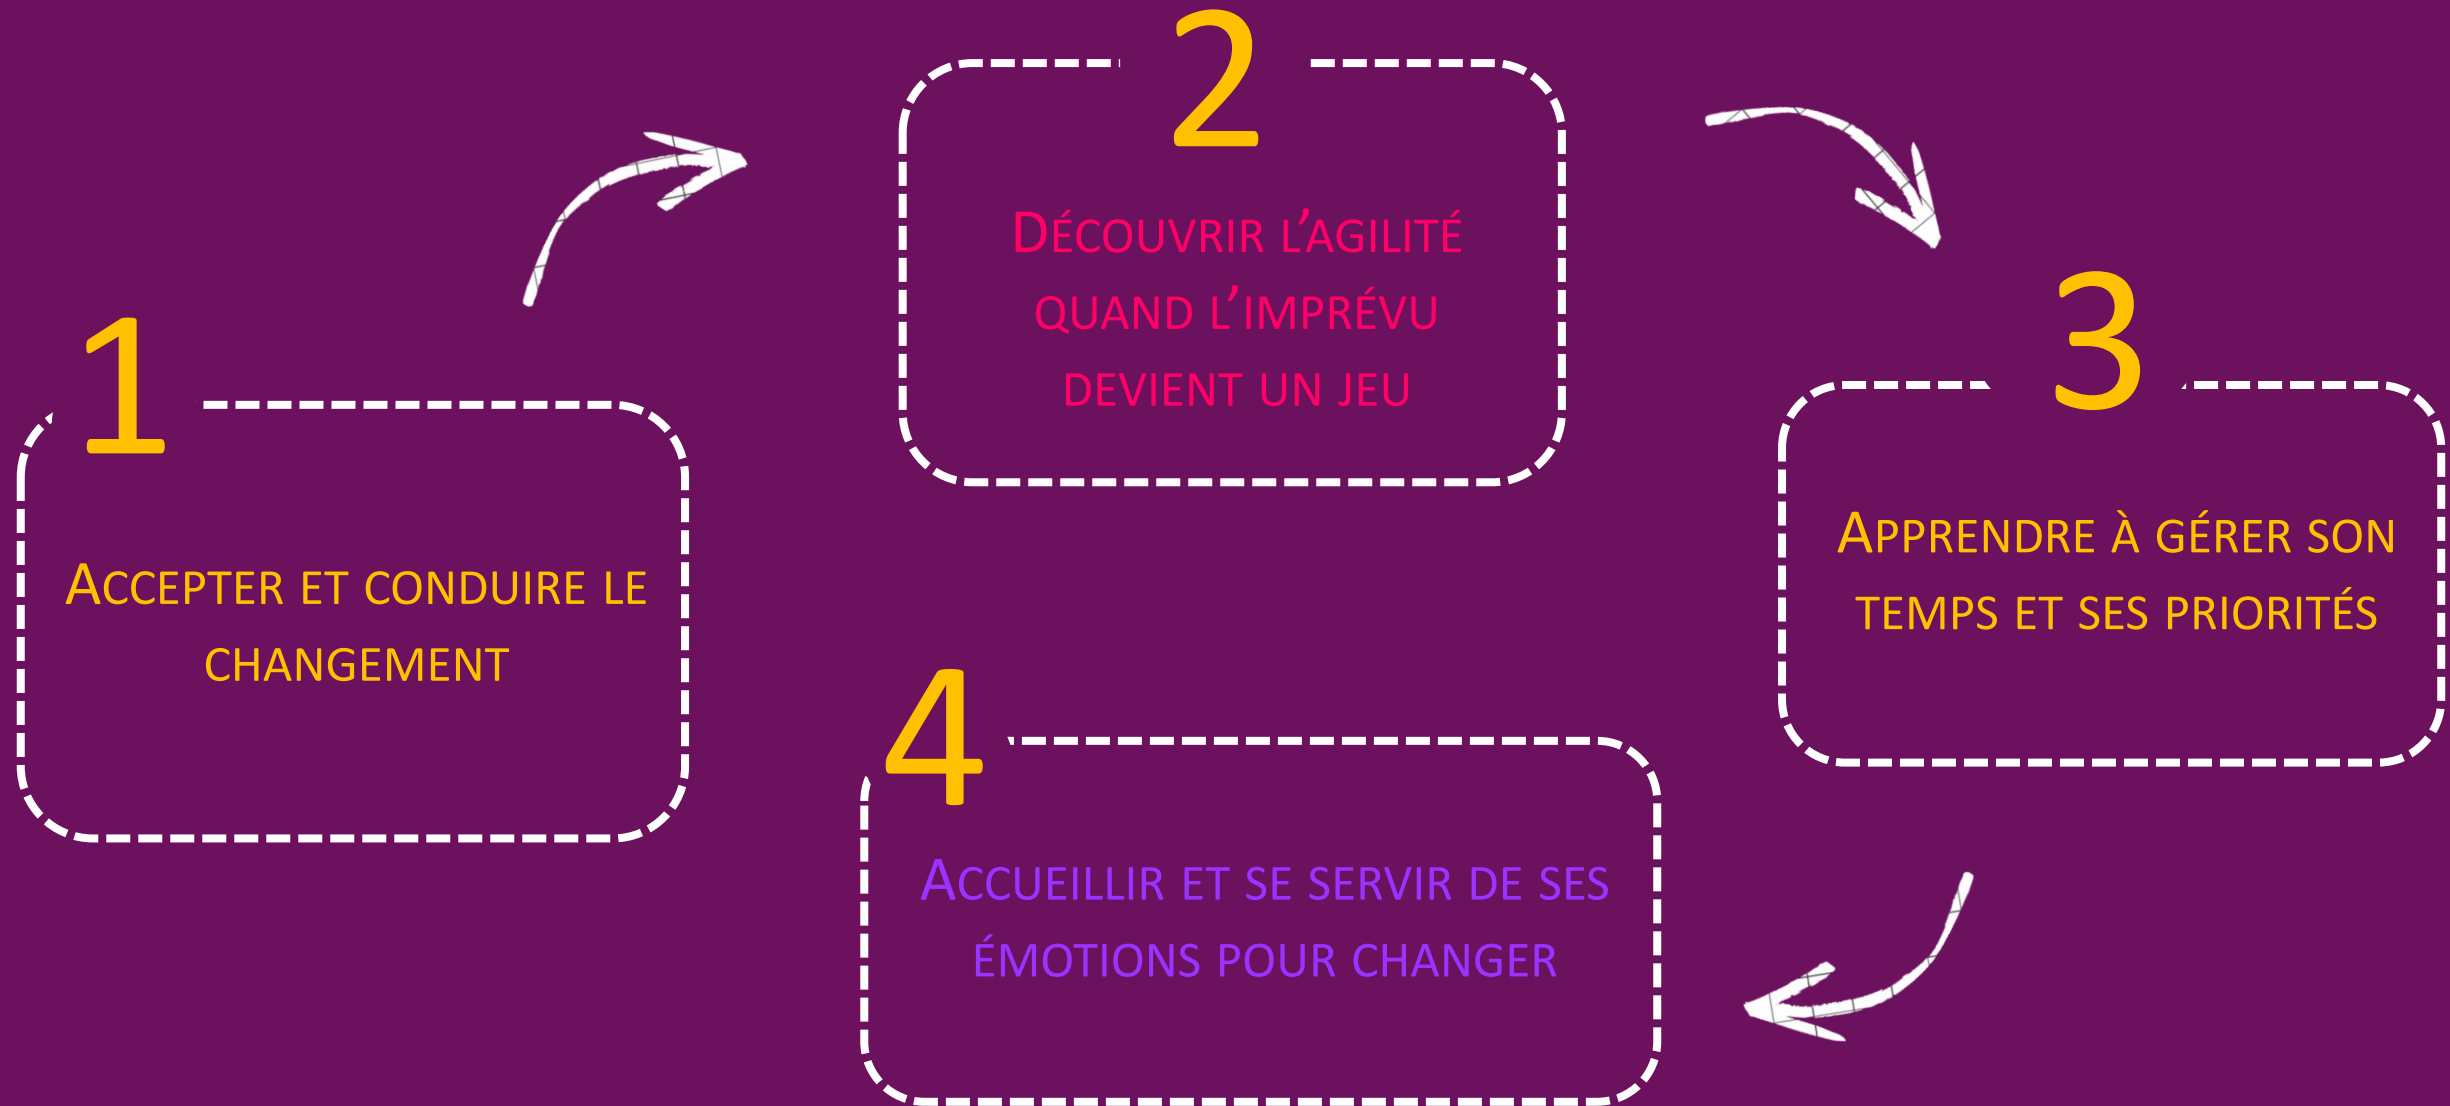 1
ACCEPTER ET CONDUIRE LE
CHANGEMENT
2
DÉCOUVRIR L’AGILITÉ
QUAND L’IMPRÉVU
DEVIENT UN JEU
3
APPRENDRE À GÉRER SON
TEMPS ET SES PRIORITÉS
4
ACCUEILLIR ET SE SERVIR DE SES
ÉMOTIONS POUR CHANGER